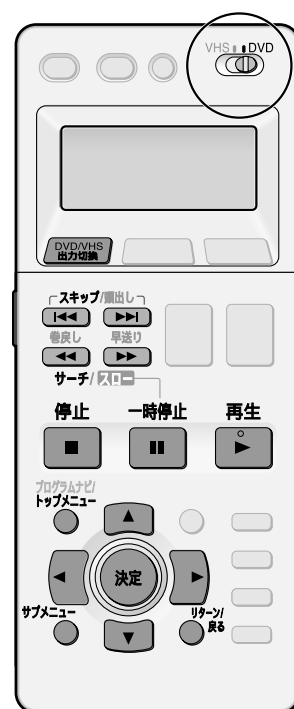 VHS DVD
DVD/VHS
出力切換
スキップ/頭出し
巻戻し 早送り
サーチ/スロー
停止 一時停止 再生
プログラムナビ/
トップメニュー
決定
サブメニュー リターン/
戻る